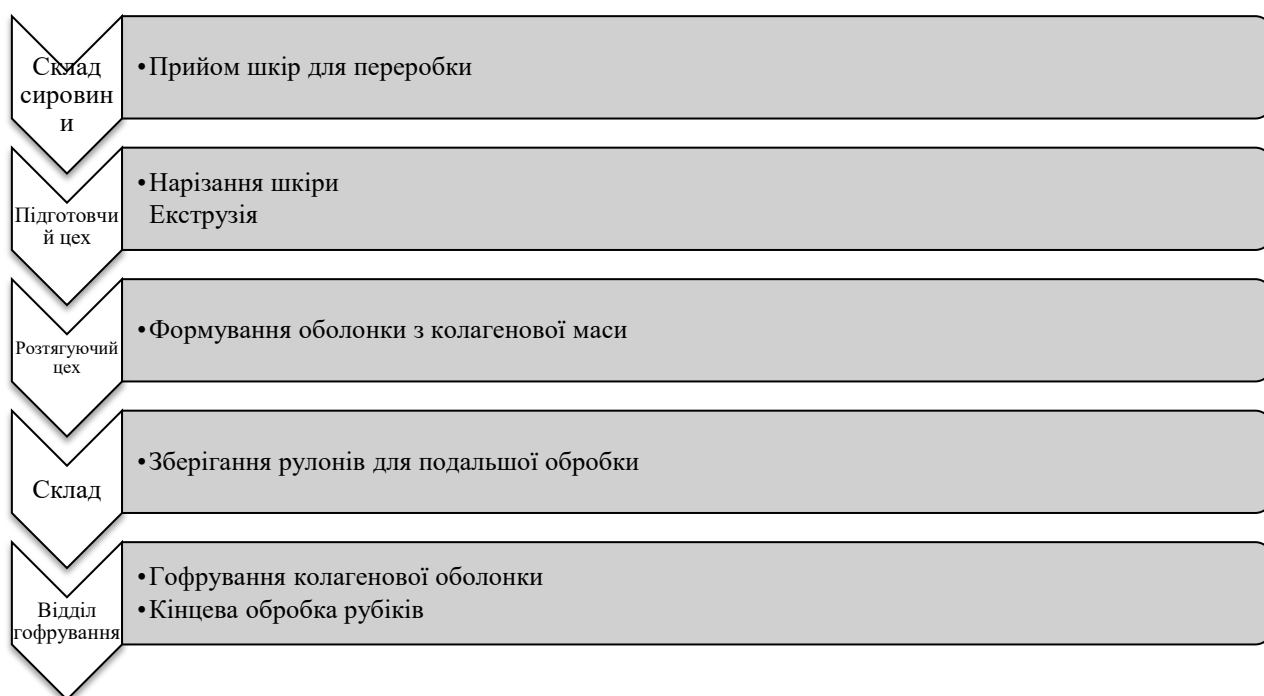 Склад
сировин
и
•Прийом шкір для переробки
Підготовчи
й цех
•Нарізання шкіри
Екструзія
Розтягуючий
цех
•Формування оболонки з колагенової маси
Склад
•Зберігання рулонів для подальшої обробки
Відділ
гофрування
•Гофрування колагенової оболонки
•Кінцева обробка рубіків